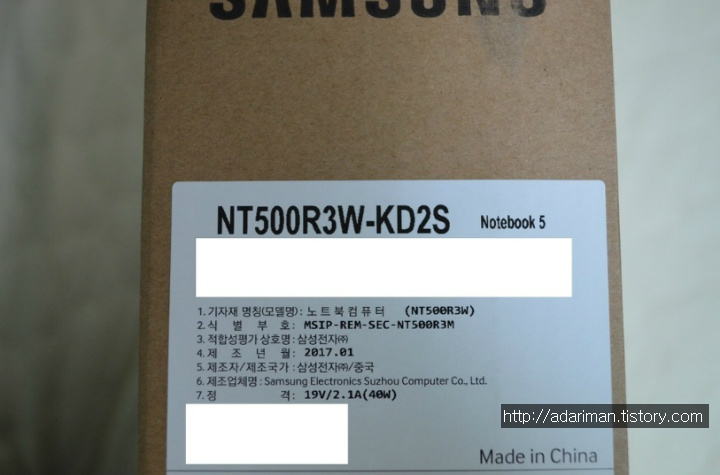 SAMSUNG
NT500R3W-KD2S Notebook 5
1. 기자재 명칭(모델명) : 노 트 북 컴 퓨 터 (NT500R3W)
2. 식 별 부 호: MSIP-REM-SEC-NT500R3M
3. 적합성평가 상호명 : 삼성전자㈜
4. 제 조 년 월: 2017.01
5. 제조자/제조국가 : 삼성전자㈜/중국
6. 제조업체명 : Samsung Electronics Suzhou Computer Co., Ltd.
7. 정 격: 19V/2.1A(40W)
http://adariman.tistory.com
Made in China